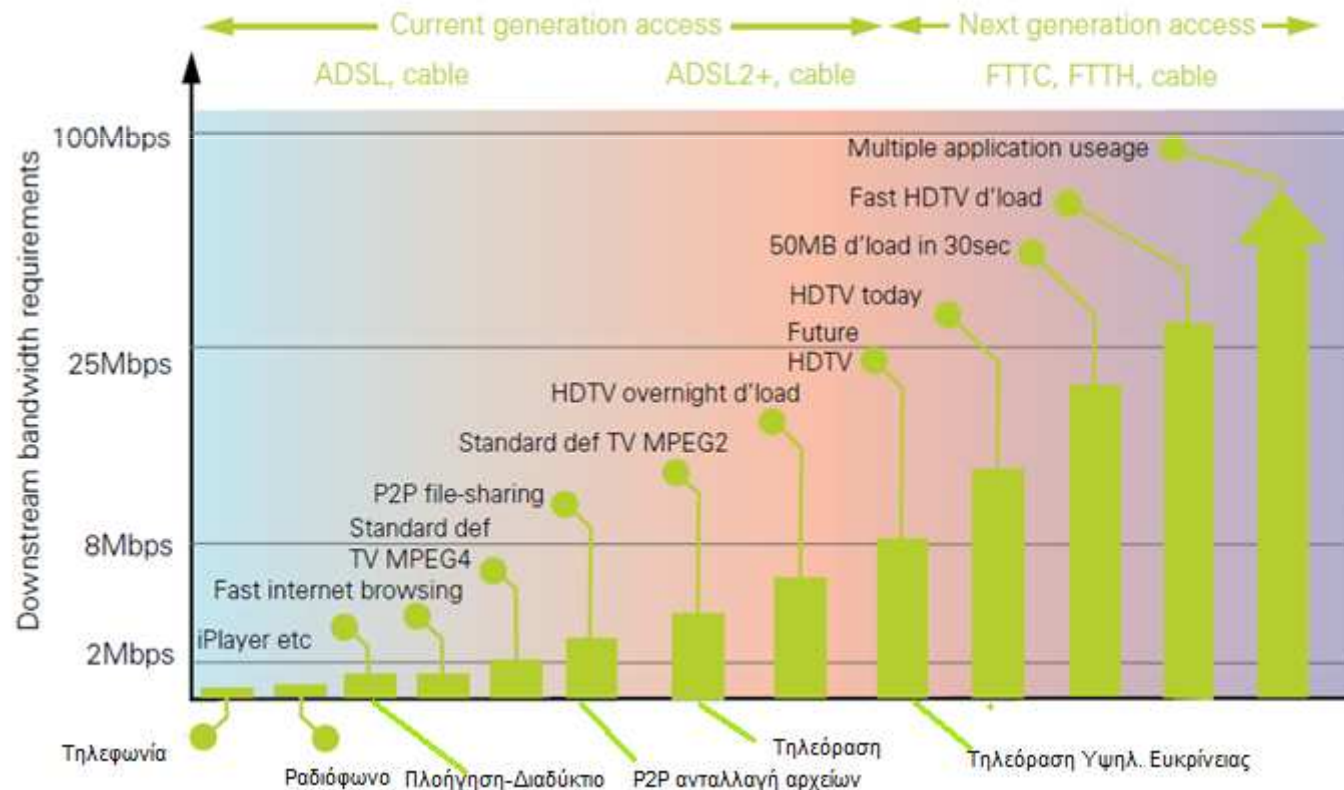 Current generation access
Next generation access
ADSL, cable
ADSL2+, cable
FTTC, FTTH, cable
Downstream bandwidth requirements
100Mbps
25Mbps
8Mbps
2Mbps
Multiple application useage
Fast HDTV d'load
50MB d'load in 30sec
HDTV today
Future
HDTV
HDTV overnight d'load
Standard def TV MPEG2
P2P file-sharing
Standard def
TV MPEG4
Fast internet browsing
iPlayer etc
Τηλεφωνία
Ραδιόφωνο
Πλοήγηση-Διαδύκτιο
P2P ανταλλαγή αρχείων
Τηλεόραση
Τηλεόραση Υψηλ. Ευκρίνειας